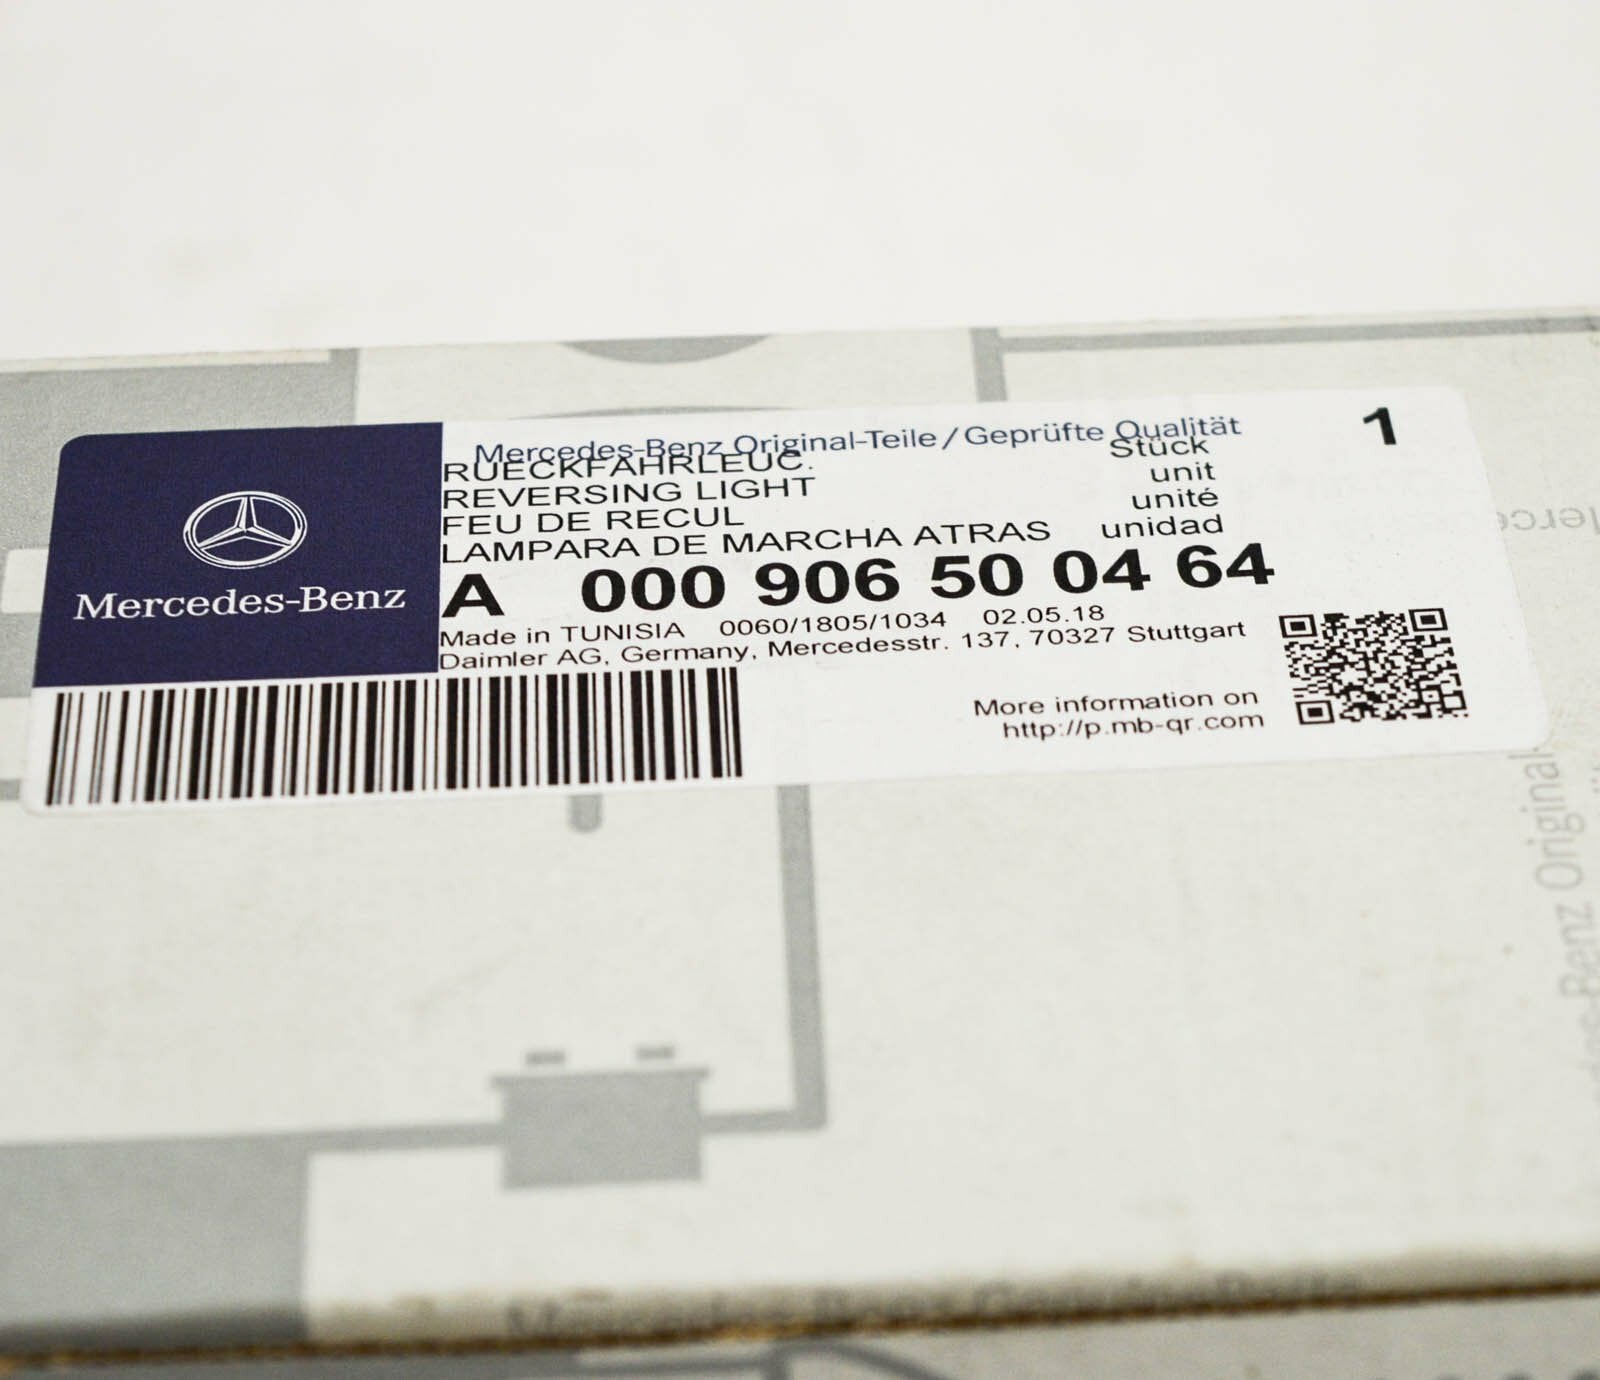 Mercedes-Benz Original-Teile / Geprüfte Qualität
RUECKFAHRLEUC. Stück 1
REVERSING LIGHT unit
FEU DE RECUL unité
LAMPARA DE MARCHA ATRAS unidad
A 000 906 50 04 64
Made in TUNISIA 0060/1805/1034 02.05.18
Daimler AG, Germany, Mercedesstr. 137, 70327 Stuttgart
Mercedes-Benz
More information on
http://p.mb-qr.com
Original